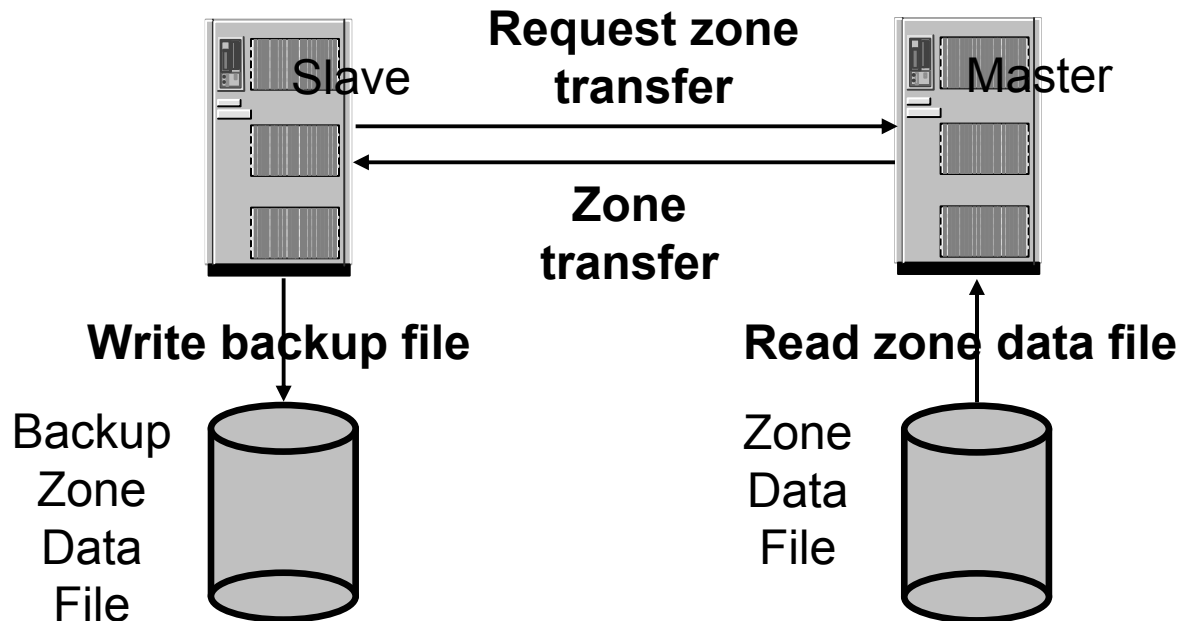 Request zone
transfer
Slave
Master
Zone
transfer
Write backup file
Read zone data file
Backup
Zone
Data
File
Zone
Data
File